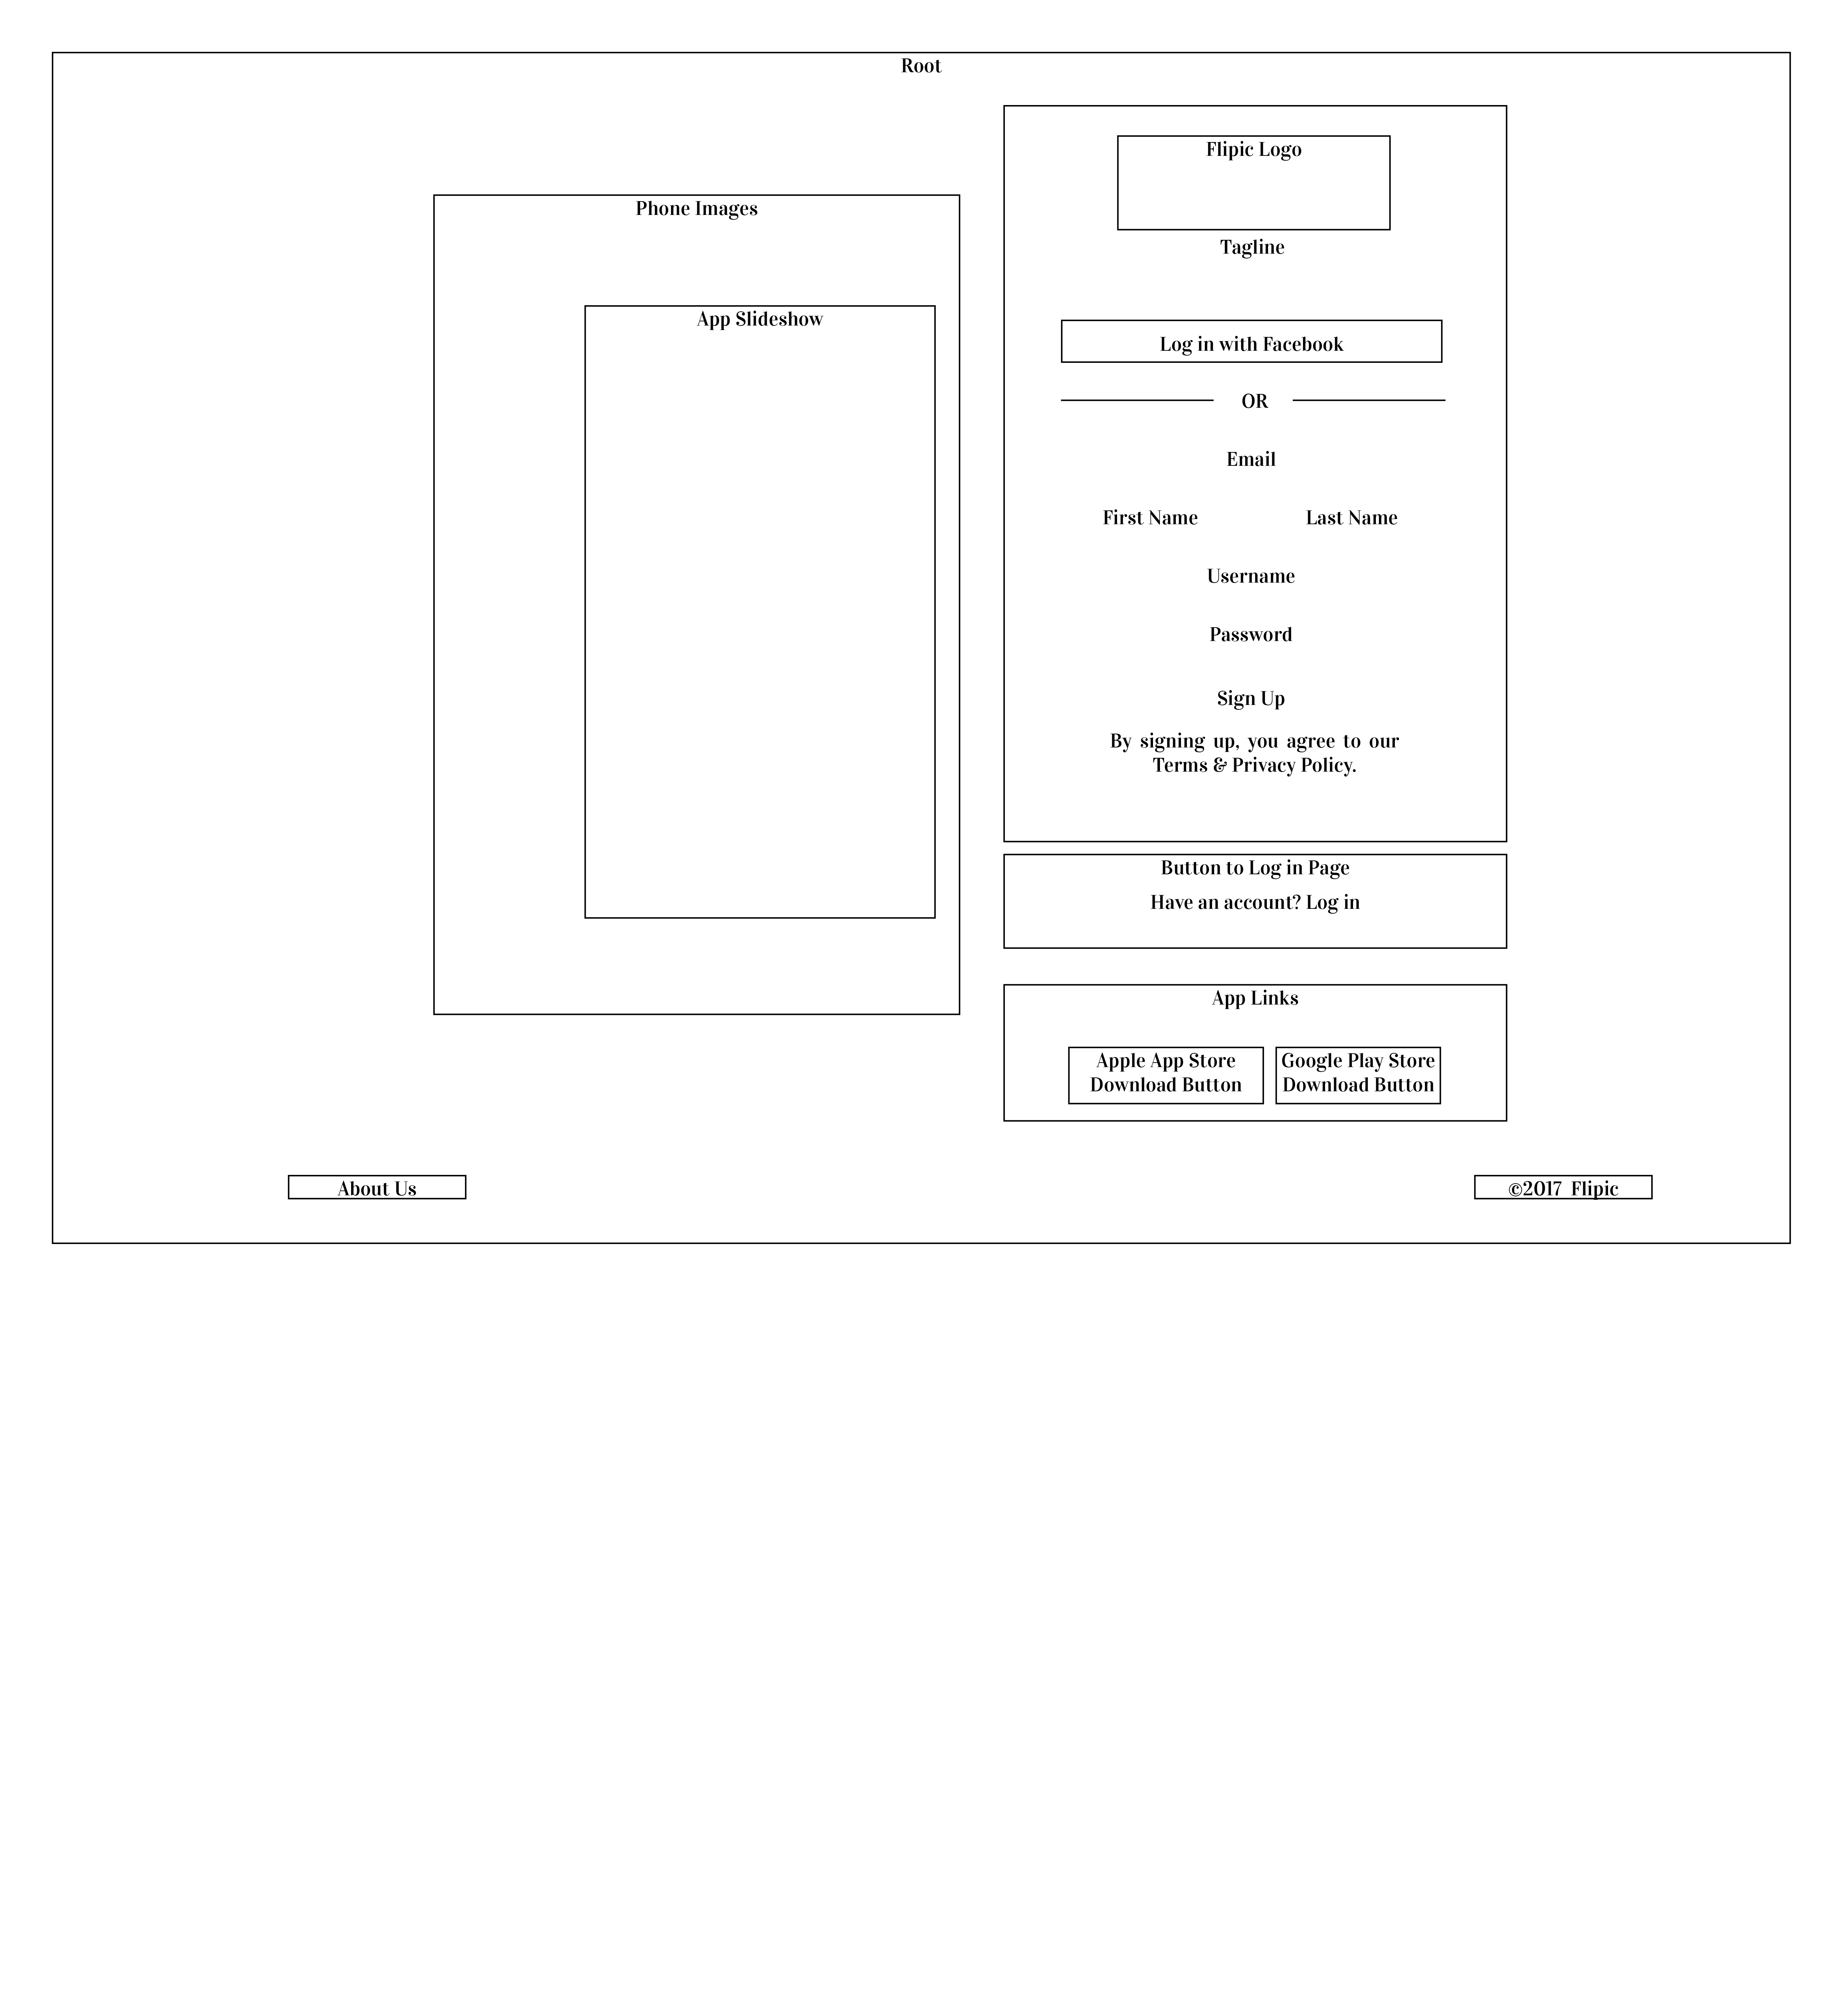 Root
Phone Images
App Slideshow
Flipic Logo
Tagline
Log in with Facebook
OR
Email
First Name
Last Name
Username
Password
Sign Up
By signing up, you agree to our
Terms & Privacy Policy.
Button to Log in Page
Have an account? Log in
App Links
Apple App Store
Download Button
Google Play Store
Download Button
About Us
©2017 Flipic